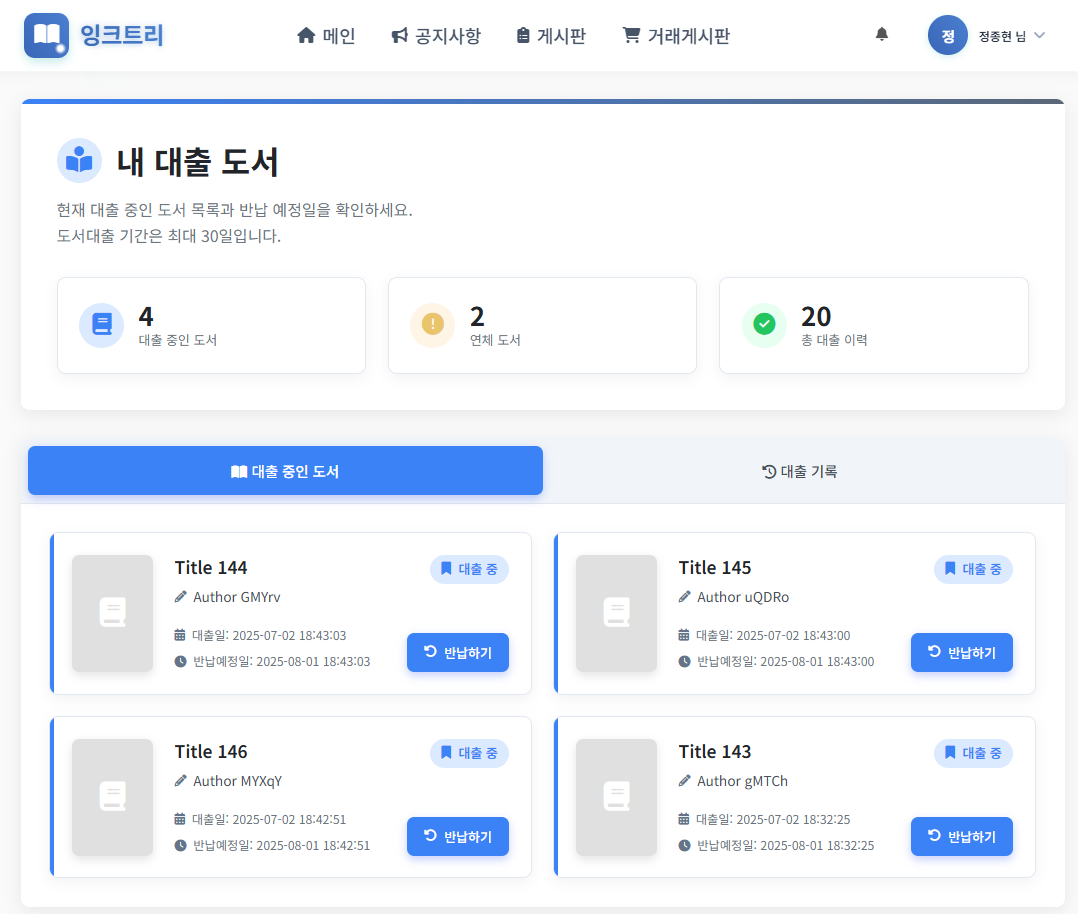 잉크트리
메인
공지사항
게시판
거래게시판
정
정종현 님
내 대출 도서
현재 대출 중인 도서 목록과 반납 예정일을 확인하세요.
도서대출 기간은 최대 30일입니다.
4
대출 중인 도서
2
연체 도서
20
총 대출 이력
대출 중인 도서
대출 기록
Title 144
대출 중
Author GMYrv
대출일: 2025-07-02 18:43:03
반납예정일: 2025-08-01 18:43:03
반납하기
Title 145
대출 중
Author uQDRo
대출일: 2025-07-02 18:43:00
반납예정일: 2025-08-01 18:43:00
반납하기
Title 146
대출 중
Author MYXqY
대출일: 2025-07-02 18:42:51
반납예정일: 2025-08-01 18:42:51
반납하기
Title 143
대출 중
Author gMTCh
대출일: 2025-07-02 18:32:25
반납예정일: 2025-08-01 18:32:25
반납하기